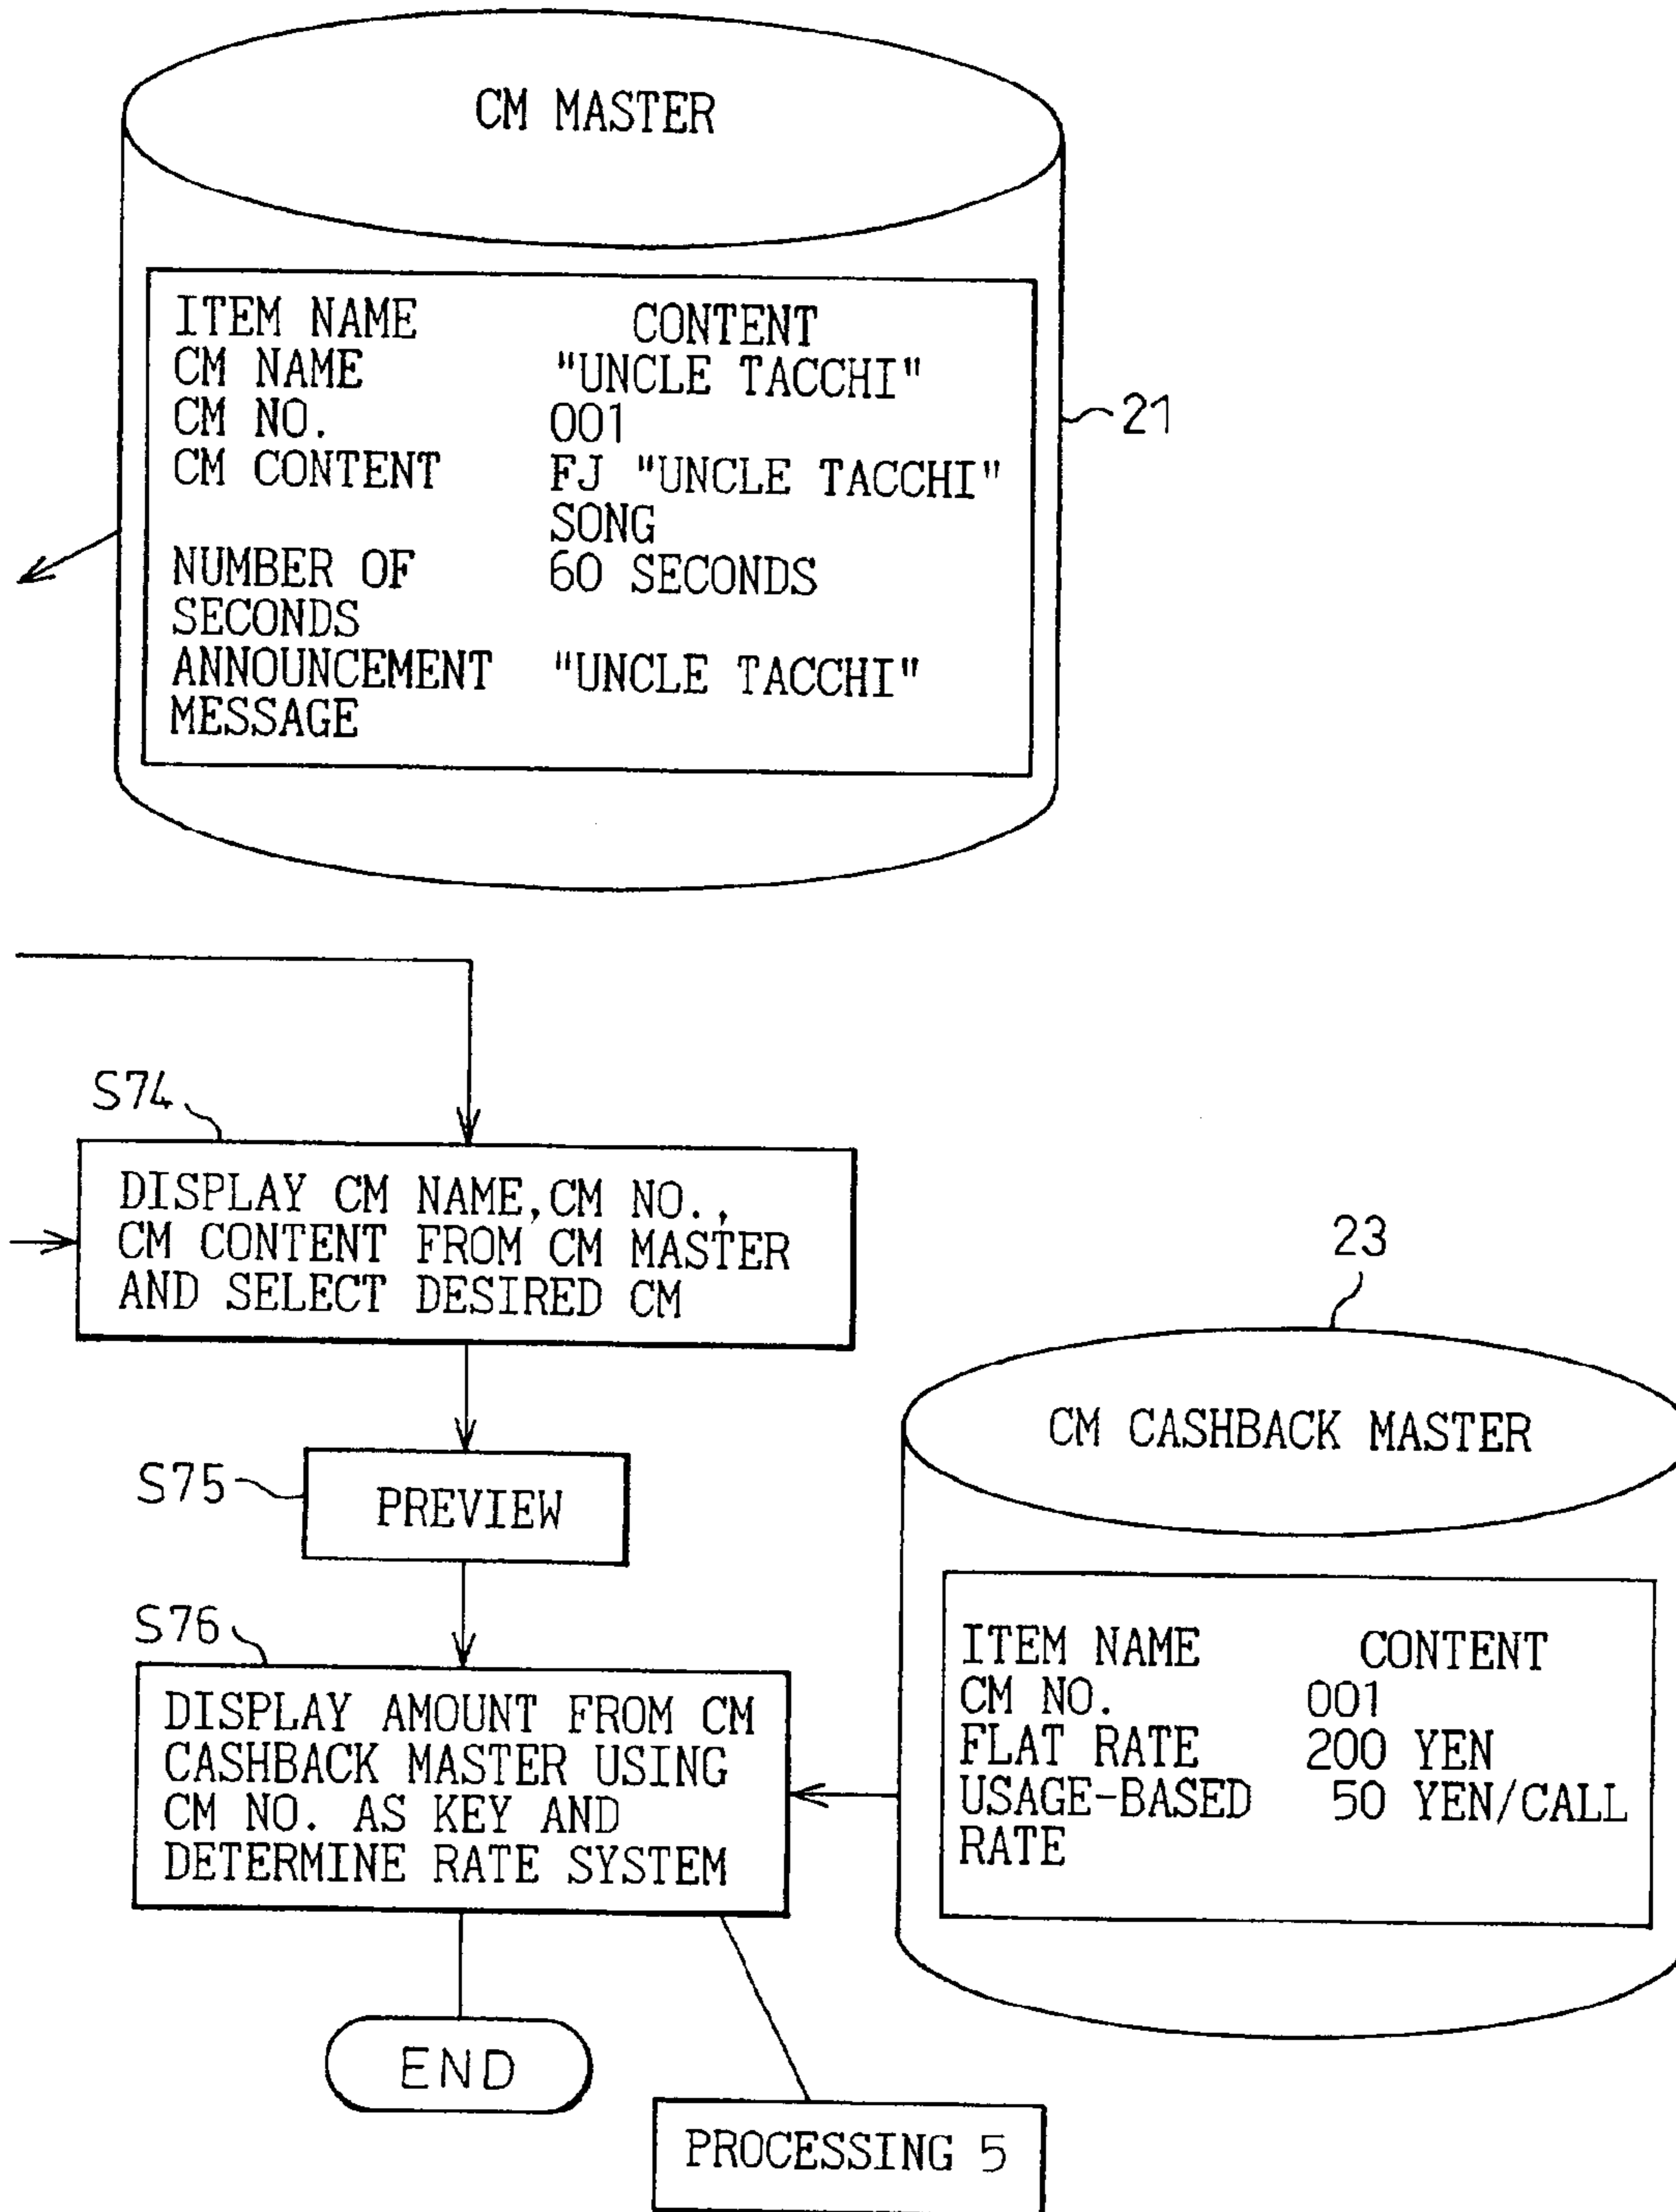 CM MASTER
ITEM NAME CONTENT
CM NAME "UNCLE TACCHI"
CM NO. 001
CM CONTENT FJ "UNCLE TACCHI"
SONG
NUMBER OF 60 SECONDS
SECONDS
ANNOUNCEMENT "UNCLE TACCHI"
MESSAGE
21
S74
DISPLAY CM NAME, CM NO.,
CM CONTENT FROM CM MASTER
AND SELECT DESIRED CM
23
CM CASHBACK MASTER
S75
PREVIEW
S76
DISPLAY AMOUNT FROM CM
CASHBACK MASTER USING
CM NO. AS KEY AND
DETERMINE RATE SYSTEM
ITEM NAME CONTENT
CM NO. 001
FLAT RATE 200 YEN
USAGE-BASED 50 YEN/CALL
RATE
END
PROCESSING 5